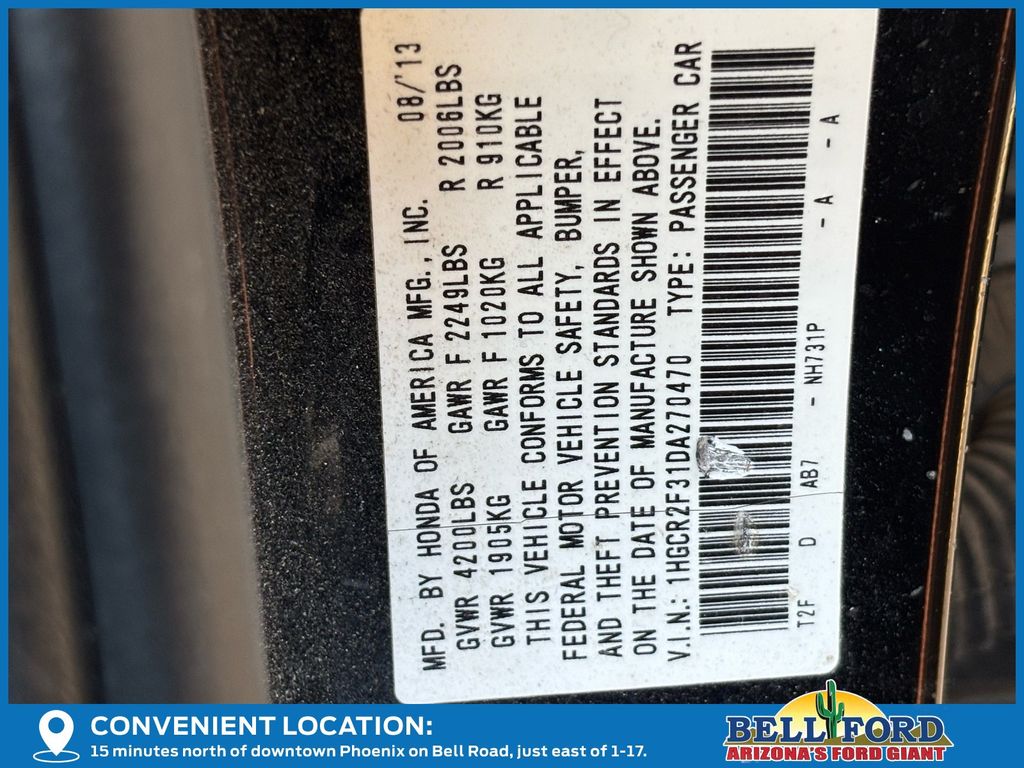 MFD. BY HONDA OF AMERICA MFG., INC. 08/'13
GVWR 4200LBS GAWR F 2249LBS R 2006LBS
GVWR 1905KG GAWR F 1020KG R 910KG
THIS VEHICLE CONFORMS TO ALL APPLICABLE
FEDERAL MOTOR VEHICLE SAFETY, BUMPER,
AND THEFT PREVENTION STANDARDS IN EFFECT
ON THE DATE OF MANUFACTURE SHOWN ABOVE.
V.I.N.: 1HGCR2F31DA270470 TYPE: PASSENGER CAR
T2F D AB7 - NH731P - A - A
CONVENIENT LOCATION:
15 minutes north of downtown Phoenix on Bell Road, just east of 1-17.
BELL FORD
ARIZONA'S FORD GIANT